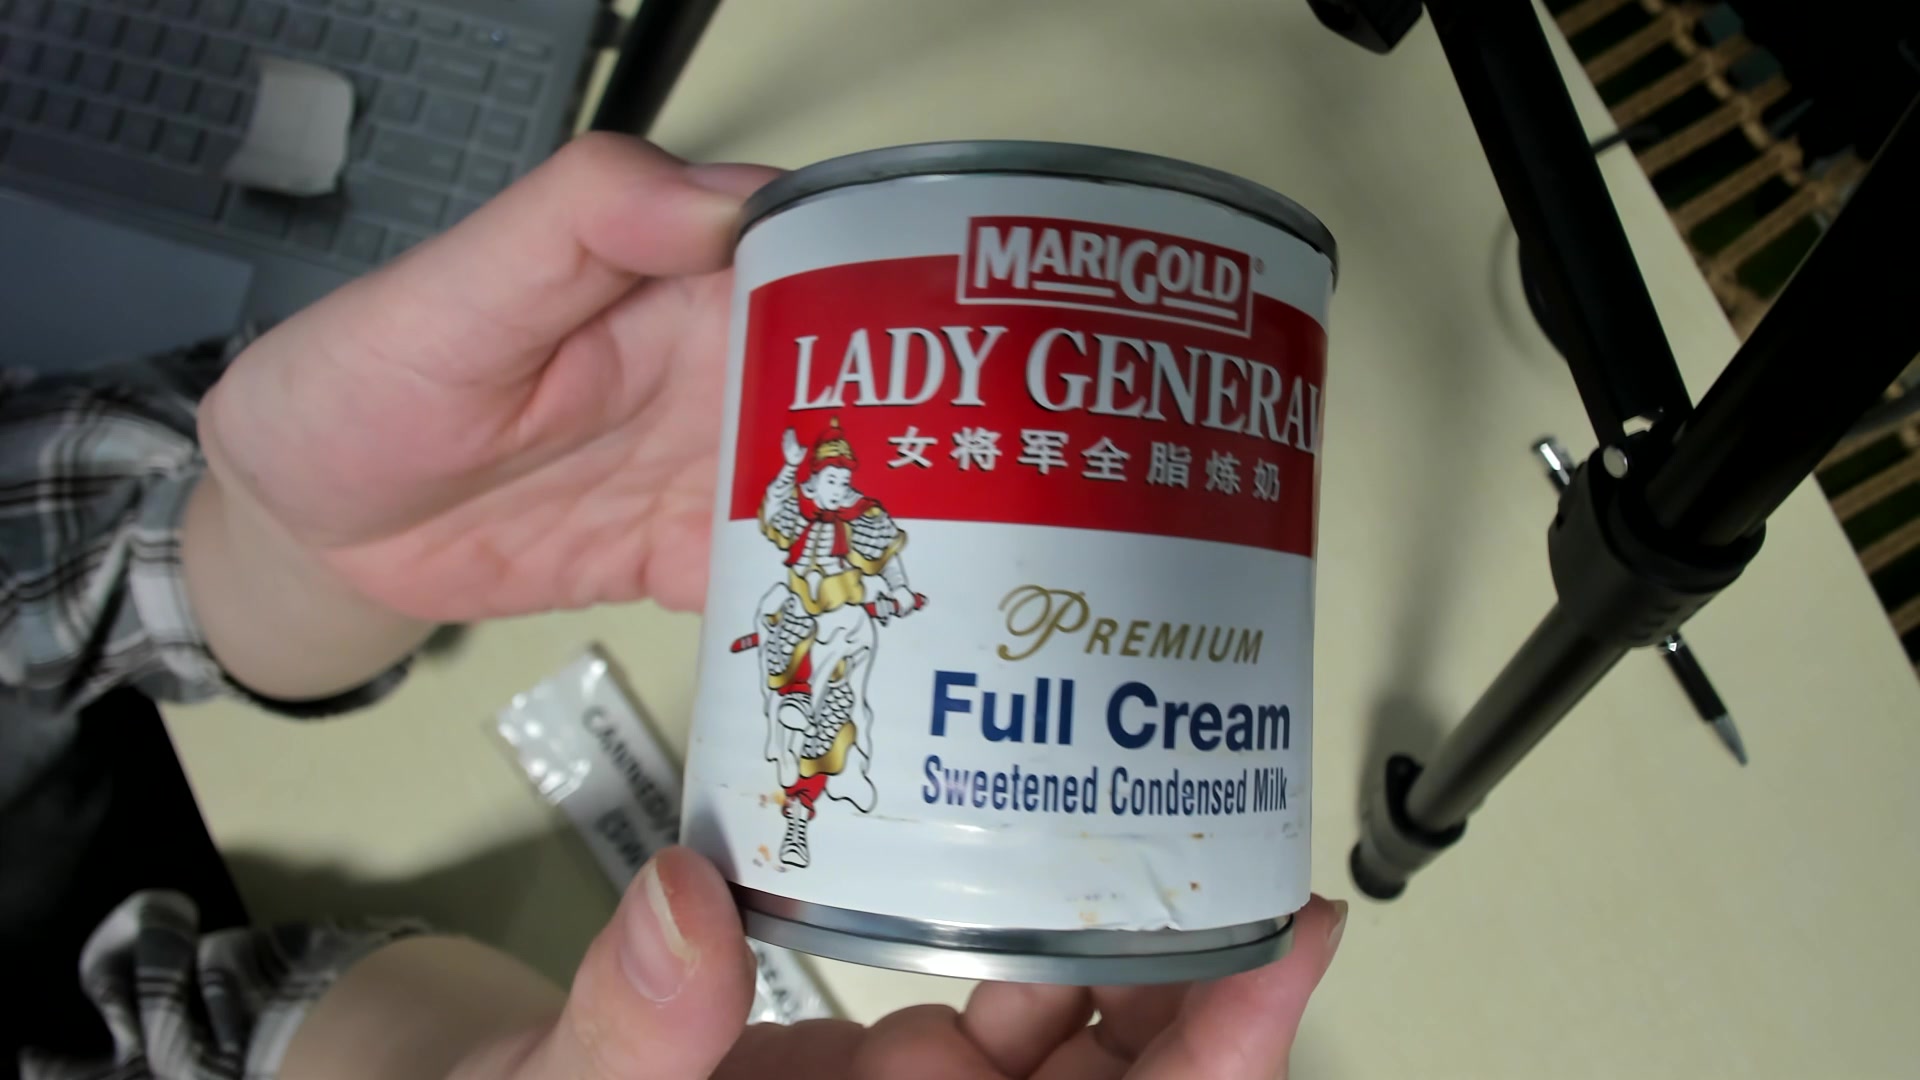 MARIGOLD
LADY GENERAL
女将军全脂炼奶
PREMIUM
Full Cream
Sweetened Condensed Milk